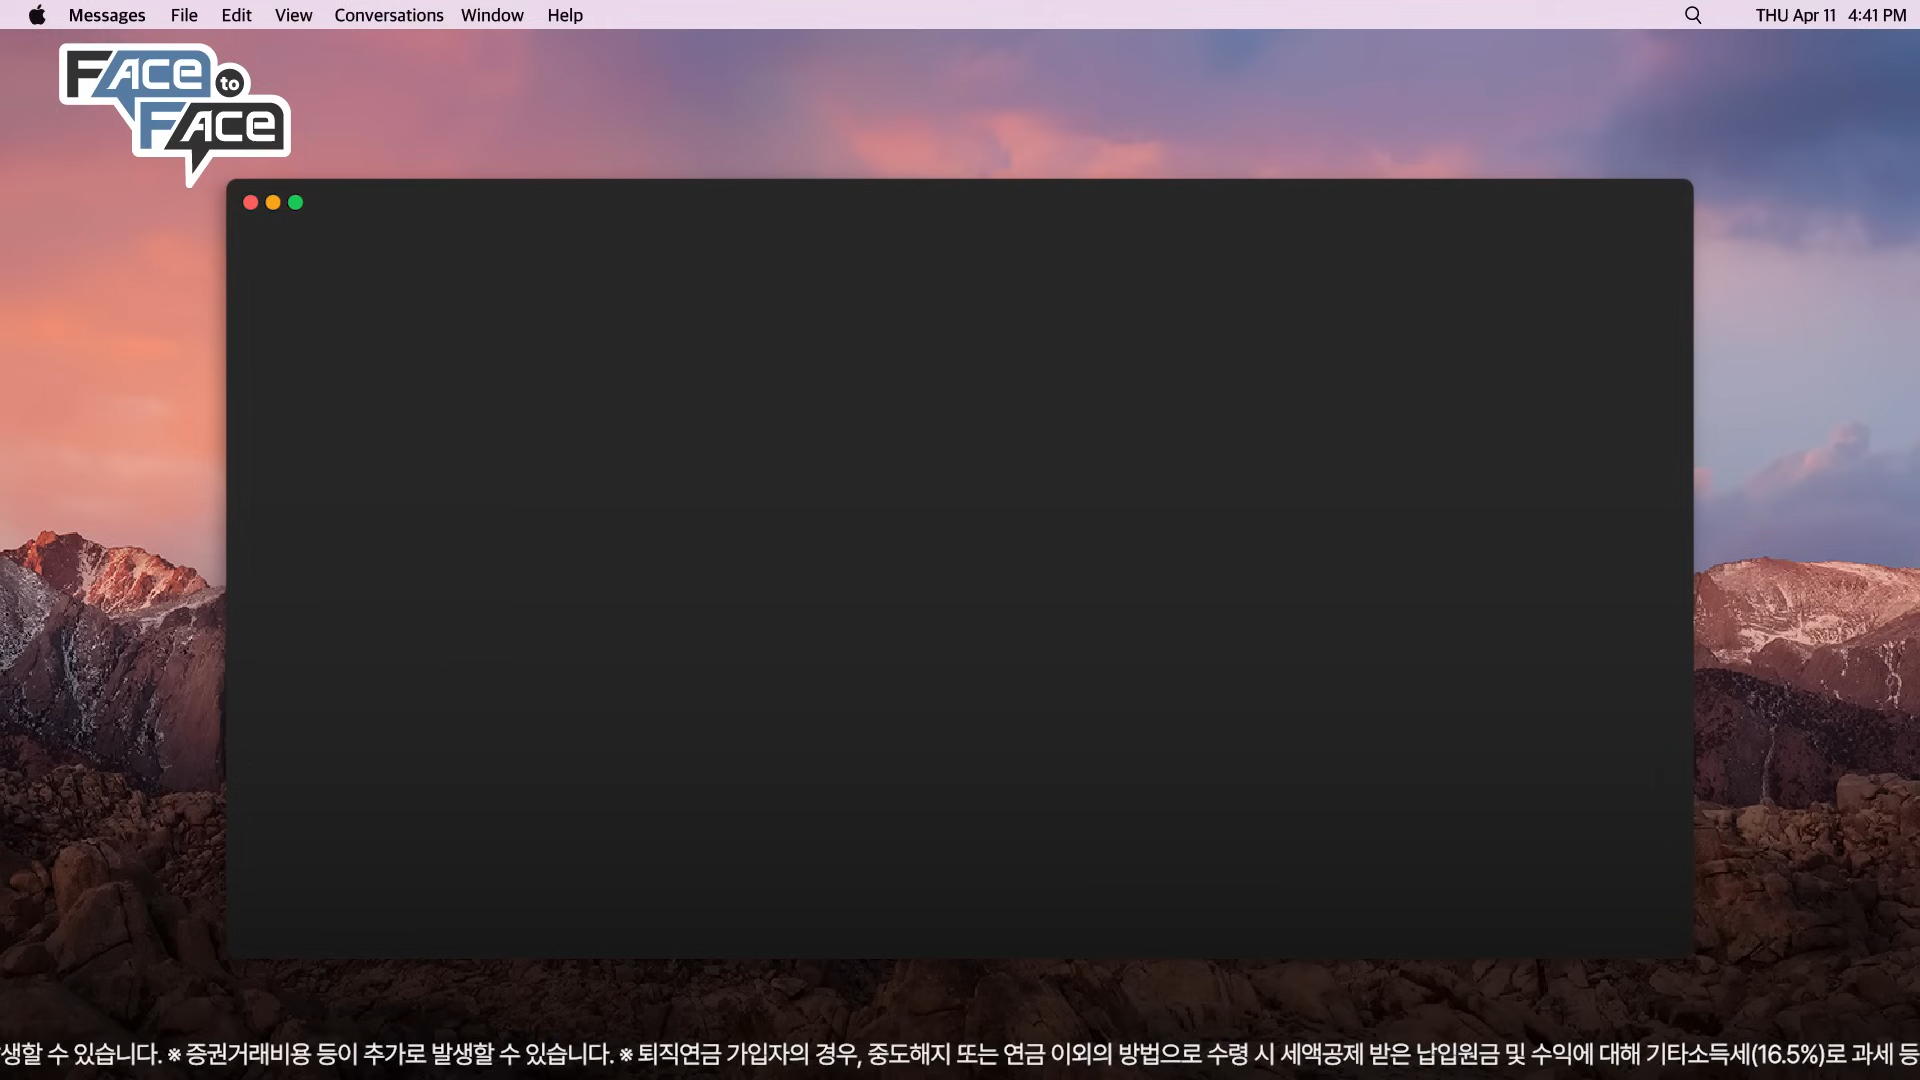 Messages File Edit View Conversations Window Help THU Apr 11 4:41 PM
FACE to
FACE
생할 수 있습니다. ※ 증권거래비용 등이 추가로 발생할 수 있습니다. ※ 퇴직연금 가입자의 경우, 중도해지 또는 연금 이외의 방법으로 수령 시 세액공제 받은 납입원금 및 수익에 대해 기타소득세(16.5%)로 과세 등